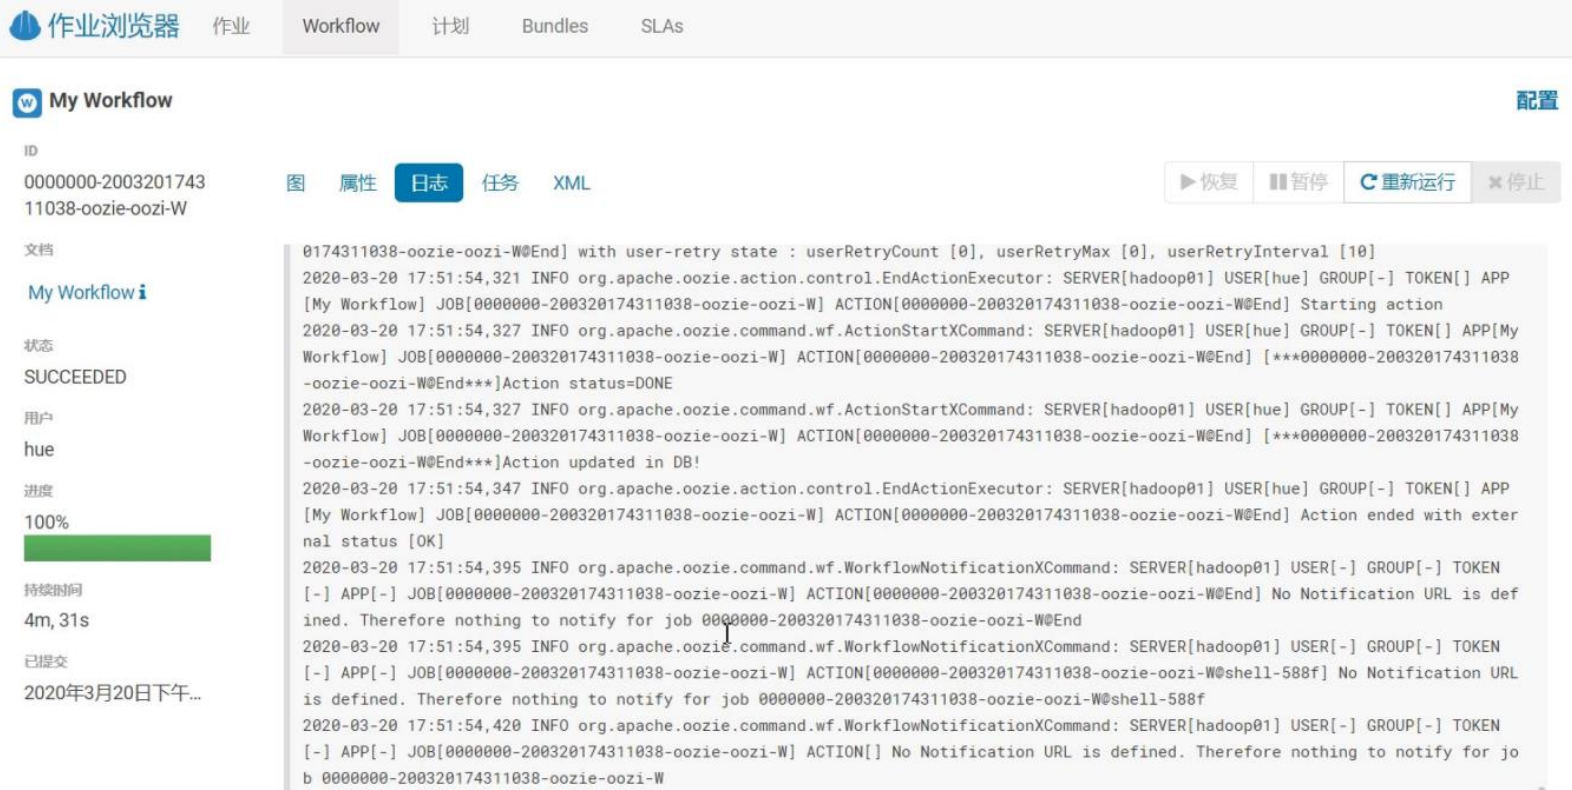 作业浏览器 作业 Workflow 计划 Bundles SLAs
My Workflow 配置
ID
0000000-2003201743
11038-oozie-oozi-W
文档
My Workflow
状态
SUCCEEDED
用户
hue
进度
100%
持续时间
4m, 31s
已提交
2020年3月20日下午...
图 属性 日志 任务 XML 恢复 暂停 重新运行 停止
0174311038-oozie-oozi-W@End] with user-retry state : userRetryCount [0], userRetryMax [0], userRetryInterval [10]
2020-03-20 17:51:54,321 INFO org.apache.oozie.action.control.EndActionExecutor: SERVER[hadoop01] USER[hue] GROUP[-] TOKEN[] APP
[My Workflow] JOB[0000000-200320174311038-oozie-oozi-W] ACTION[0000000-200320174311038-oozie-oozi-W@End] Starting action
2020-03-20 17:51:54,327 INFO org.apache.oozie.command.wf.ActionStartXCommand: SERVER[hadoop01] USER[hue] GROUP[-] TOKEN[] APP[My
Workflow] JOB[0000000-200320174311038-oozie-oozi-W] ACTION[0000000-200320174311038-oozie-oozi-W@End] [***0000000-200320174311038
-oozie-oozi-W@End***]Action status=DONE
2020-03-20 17:51:54,327 INFO org.apache.oozie.command.wf.ActionStartXCommand: SERVER[hadoop01] USER[hue] GROUP[-] TOKEN[] APP[My
Workflow] JOB[0000000-200320174311038-oozie-oozi-W] ACTION[0000000-200320174311038-oozie-oozi-W@End] [***0000000-200320174311038
-oozie-oozi-W@End***]Action updated in DB!
2020-03-20 17:51:54,347 INFO org.apache.oozie.action.control.EndActionExecutor: SERVER[hadoop01] USER[hue] GROUP[-] TOKEN[] APP
[My Workflow] JOB[0000000-200320174311038-oozie-oozi-W] ACTION[0000000-200320174311038-oozie-oozi-W@End] Action ended with exter
nal status [OK]
2020-03-20 17:51:54,395 INFO org.apache.oozie.command.wf.WorkflowNotificationXCommand: SERVER[hadoop01] USER[-] GROUP[-] TOKEN
[-] APP[-] JOB[0000000-200320174311038-oozie-oozi-W] ACTION[0000000-200320174311038-oozie-oozi-W@End] No Notification URL is def
ined. Therefore nothing to notify for job 0000000-200320174311038-oozie-oozi-W@End
2020-03-20 17:51:54,395 INFO org.apache.oozie.command.wf.WorkflowNotificationXCommand: SERVER[hadoop01] USER[-] GROUP[-] TOKEN
[-] APP[-] JOB[0000000-200320174311038-oozie-oozi-W] ACTION[0000000-200320174311038-oozie-oozi-W@shell-588f] No Notification URL
is defined. Therefore nothing to notify for job 0000000-200320174311038-oozie-oozi-W@shell-588f
2020-03-20 17:51:54,420 INFO org.apache.oozie.command.wf.WorkflowNotificationXCommand: SERVER[hadoop01] USER[-] GROUP[-] TOKEN
[-] APP[-] JOB[0000000-200320174311038-oozie-oozi-W] ACTION[] No Notification URL is defined. Therefore nothing to notify for jo
b 0000000-200320174311038-oozie-oozi-W